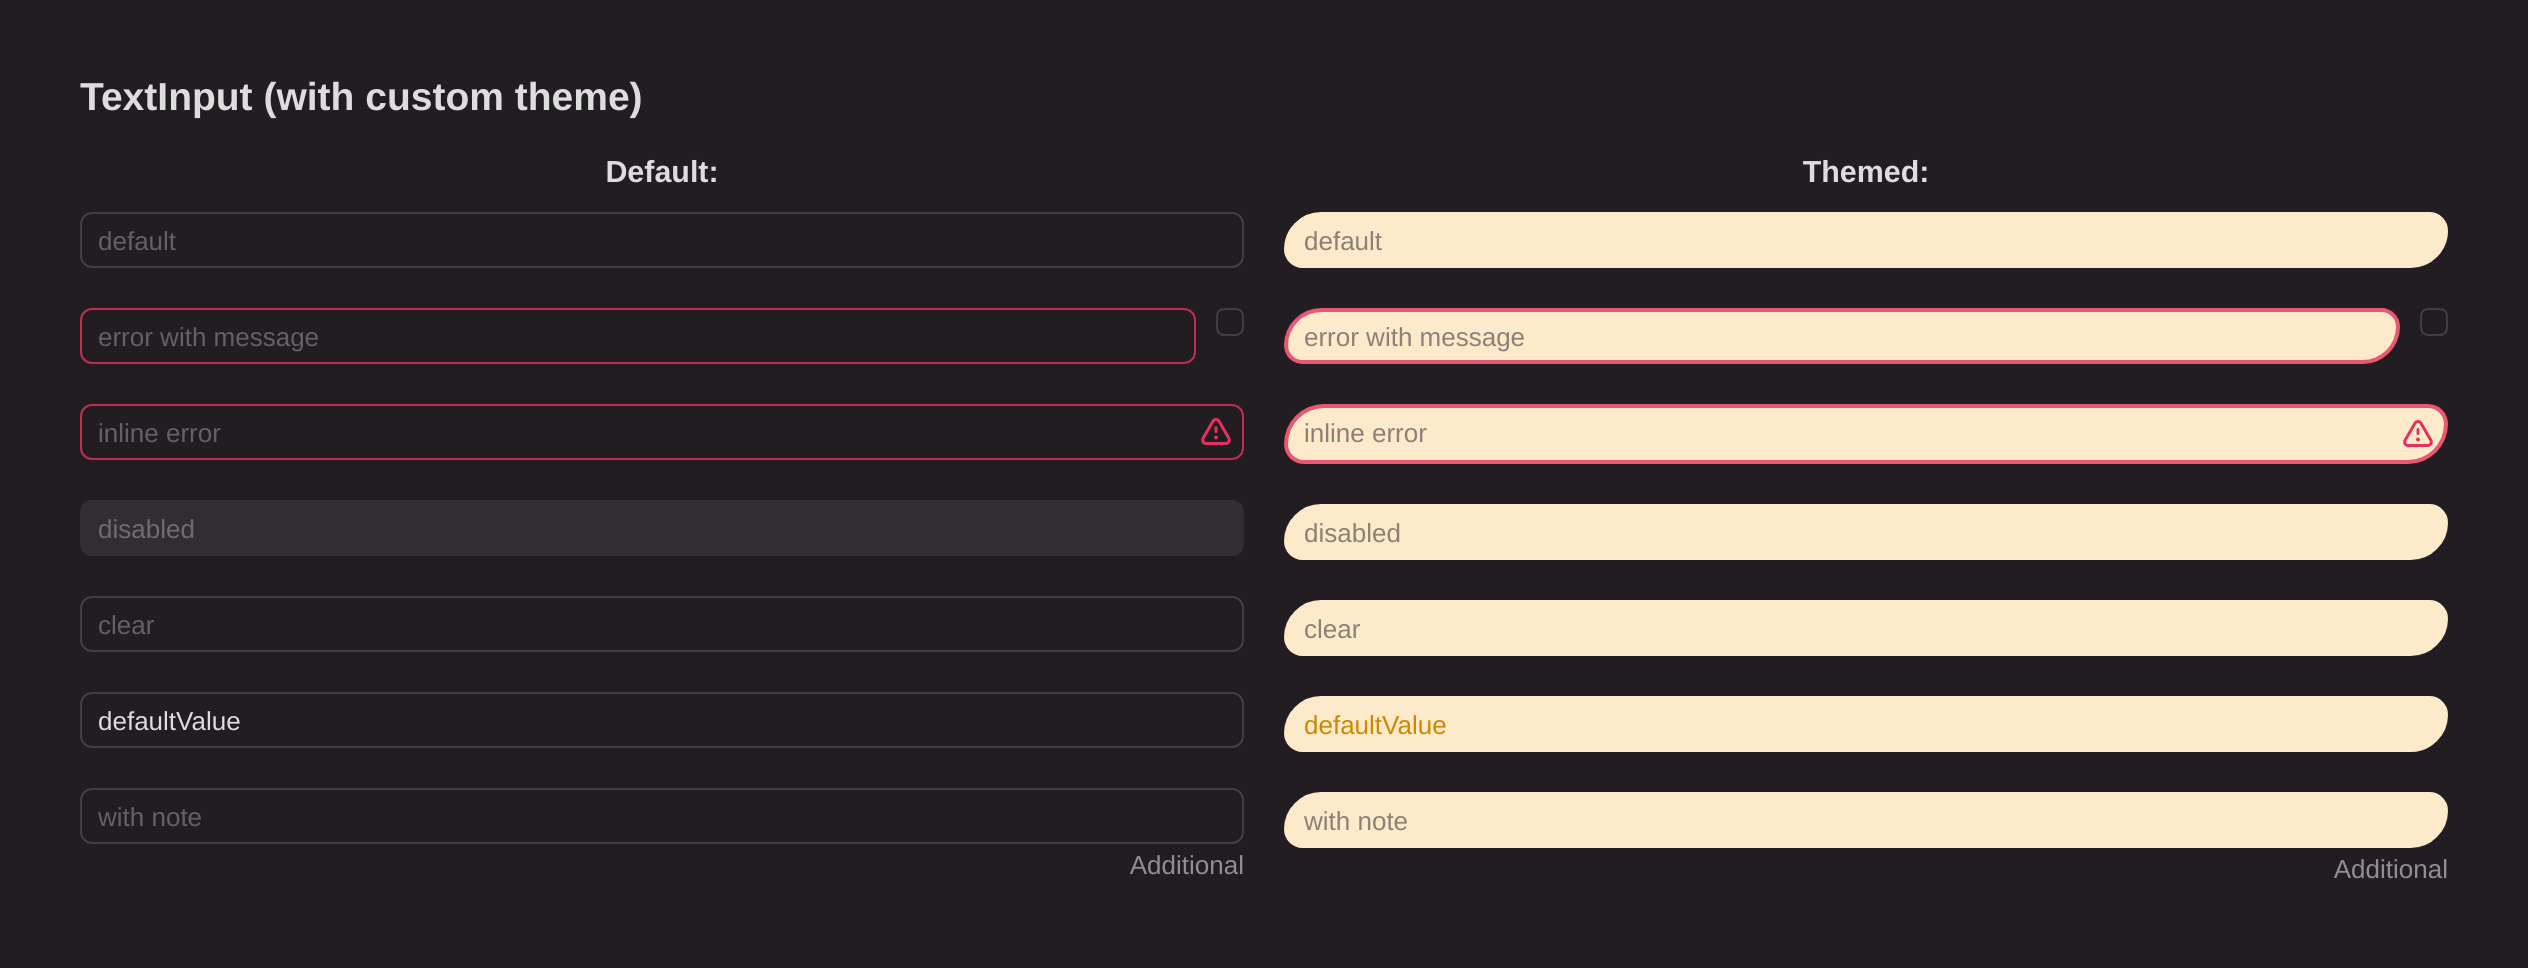 TextInput (with custom theme)
Default:
default
error with message
inline error
disabled
clear
defaultValue
with note
Additional
Themed:
default
error with message
inline error
disabled
clear
defaultValue
with note
Additional